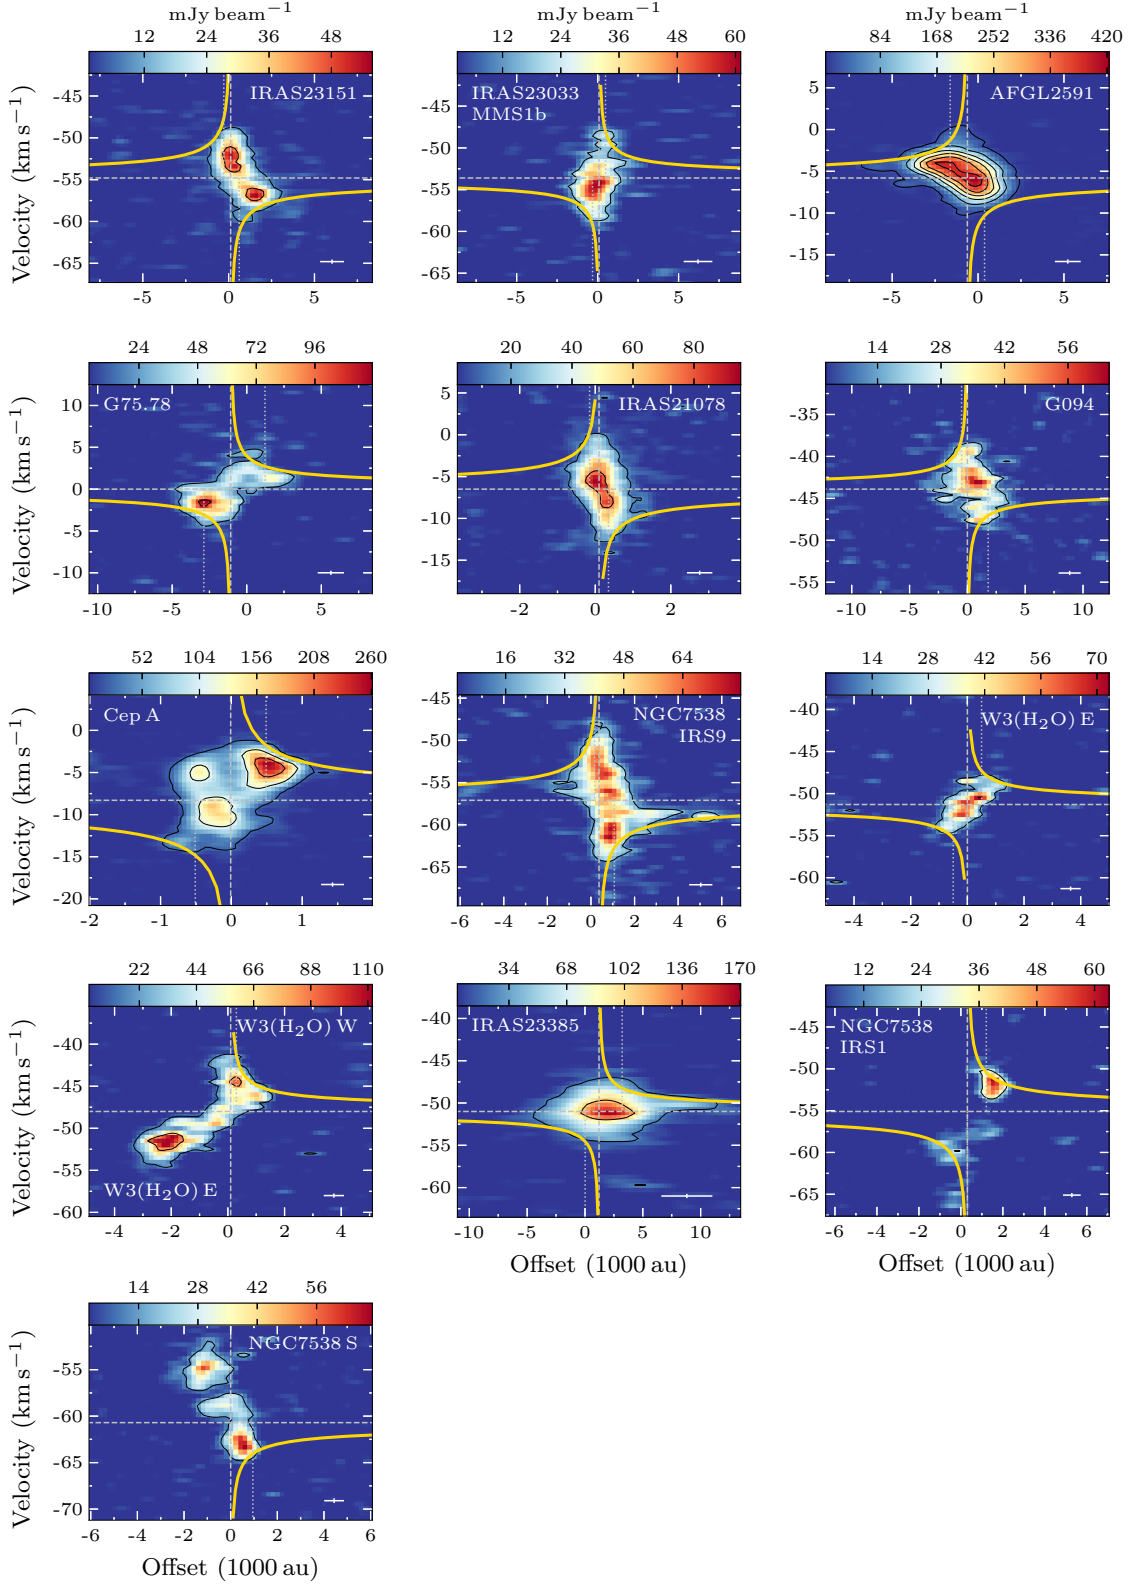 mJy beam⁻¹ mJy beam⁻¹ mJy beam⁻¹
12 24 36 48 12 24 36 48 60 84 168 252 336 420
IRAS23151 IRAS23033 AFGL2591
MMS1b
Velocity (km s⁻¹)
-45 -50 -55 -60 -65
-45 -50 -55 -60 -65
5 0 -5 -10 -15
-5 0 5 -5 0 5 -5 0 5
24 48 72 96 20 40 60 80 14 28 42 56
G75.78 IRAS21078 G094
Velocity (km s⁻¹)
10 5 0 -5 -10
5 0 -5 -10 -15
-35 -40 -45 -50 -55
-10 -5 0 5 -2 0 2 -10 -5 0 5 10
52 104 156 208 260 16 32 48 64 14 28 42 56 70
Cep A NGC7538 W3(H₂O) E
IRS9
Velocity (km s⁻¹)
0 -5 -10 -15 -20
-45 -50 -55 -60 -65
-40 -45 -50 -55 -60
-2 -1 0 1 -6 -4 -2 0 2 4 6 -4 -2 0 2 4
22 44 66 88 110 34 68 102 136 170 12 24 36 48 60
W3(H₂O) W IRAS23385 NGC7538
IRS1
W3(H₂O) E
Velocity (km s⁻¹)
-40 -45 -50 -55 -60
-40 -45 -50 -55 -60
-45 -50 -55 -60 -65
-4 -2 0 2 4 -10 -5 0 5 10 -6 -4 -2 0 2 4 6
Offset (1000 au) Offset (1000 au)
14 28 42 56
NGC7538 S
Velocity (km s⁻¹)
-55 -60 -65 -70
-6 -4 -2 0 2 4 6
Offset (1000 au)